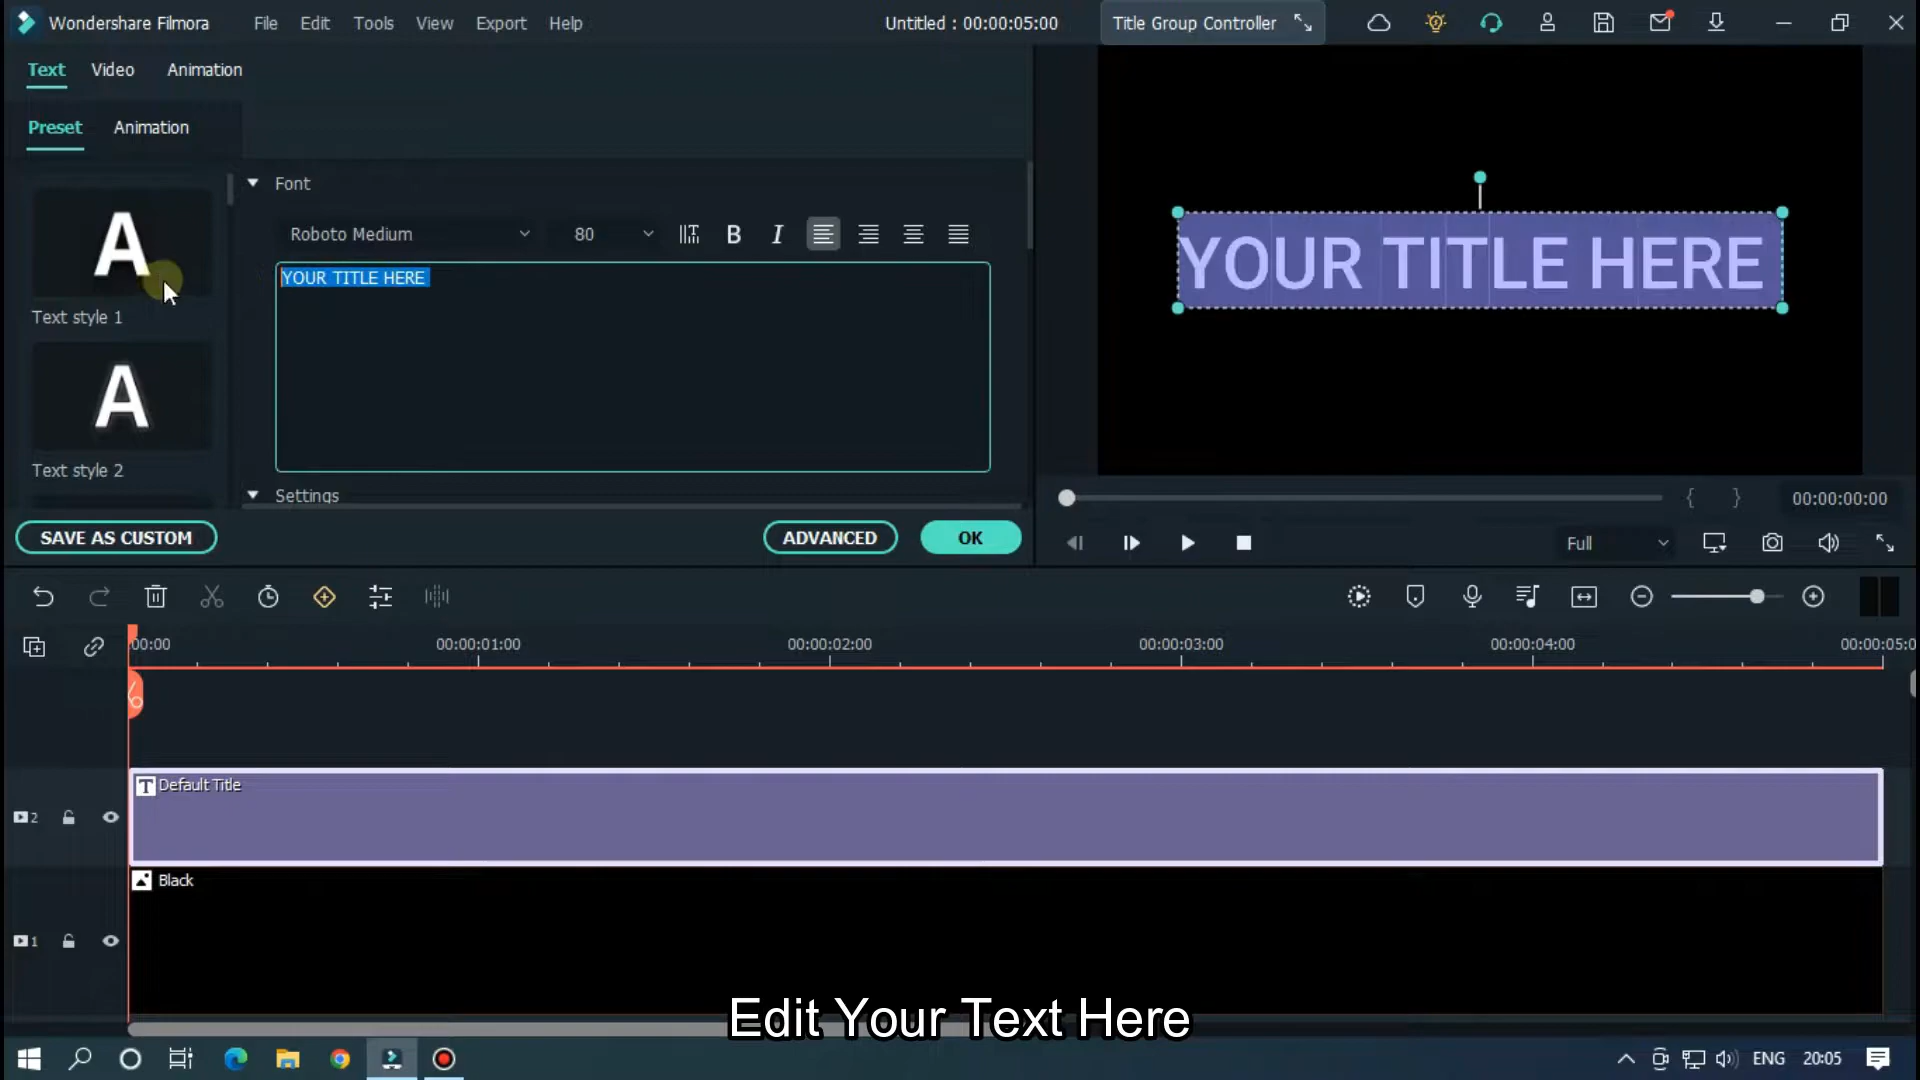 Wondershare Filmora File Edit Tools View Export Help Untitled : 00:00:05:00 Title Group Controller
Text Video Animation
Preset Animation
Font
Roboto Medium 80 B I
YOUR TITLE HERE
YOUR TITLE HERE
A
Text style 1
A
Text style 2
Settings
{ } 00:00:00:00
SAVE AS CUSTOM ADVANCED OK
Full
00:00 00:00:01:00 00:00:02:00 00:00:03:00 00:00:04:00 00:00:05:0
T Default Title
2
Black
1
Edit Your Text Here
ENG 20:05